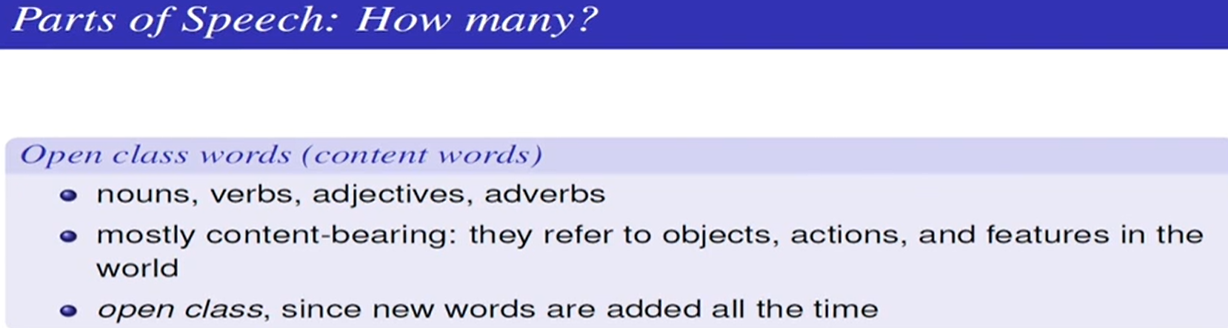 Parts of Speech: How many?
Open class words (content words)
nouns, verbs, adjectives, adverbs
mostly content-bearing: they refer to objects, actions, and features in the
world
open class, since new words are added all the time